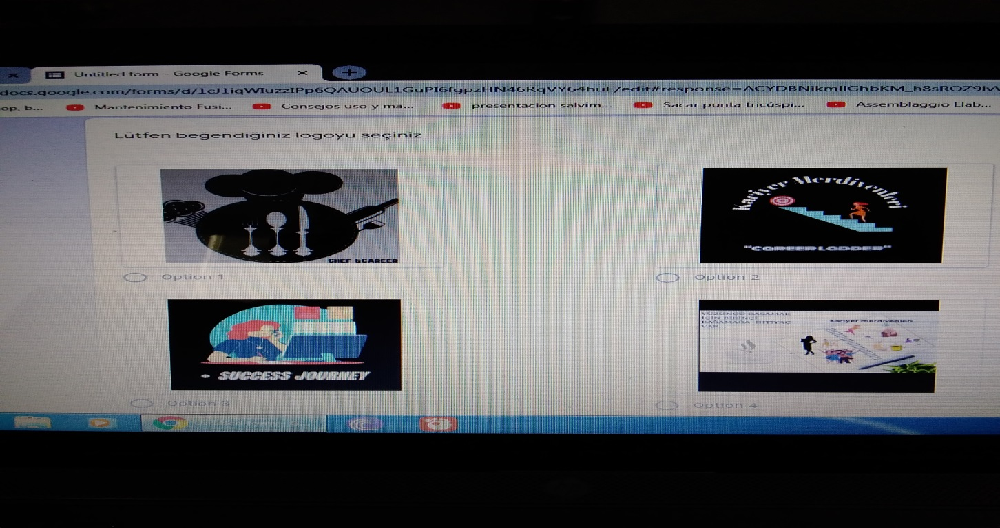 Untitled form - Google Forms
docs.google.com/forms/d/
/edit#response=
op, b...
Mantenimiento Fusi...
Consejos uso y ma...
presentacion salvim...
Sacar punta tricúspi...
Assemblaggio Elab...
Lütfen beğendiğiniz logoyu seçiniz
CHEF &CAREER
Option 1
Kariyer Merdivenleri
"CAREER LADDER"
Option 2
SUCCESS JOURNEY
Option 3
YÜZÜNCÜ BASAMAK
İÇİN BİRİNCİ
BASAMAĞA İHTİYAÇ
VAR...
kariyer merdivenleri
Option 4